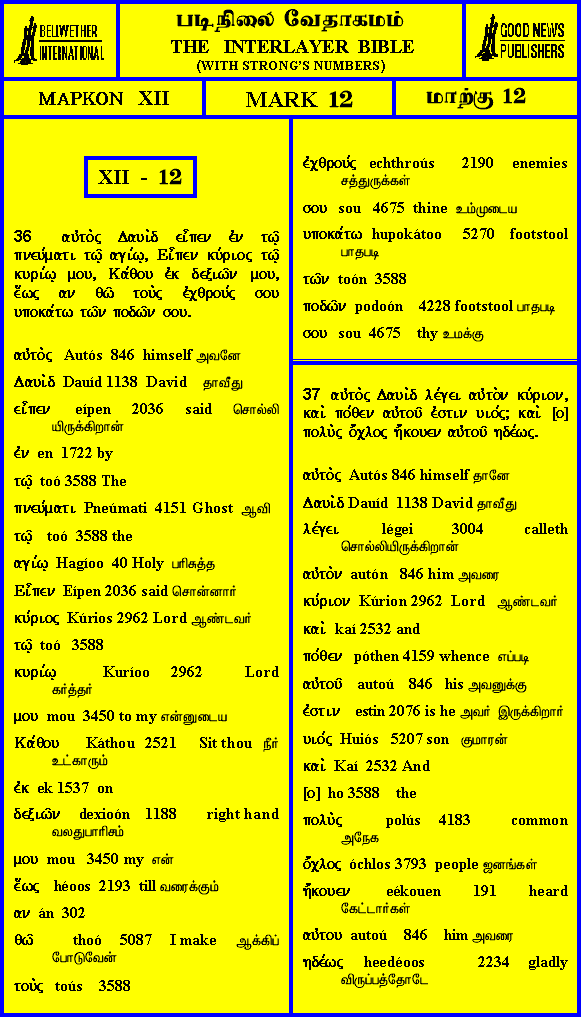 BELLWETHER
INTERNATIONAL
படிநிலை வேதாகமம்
THE INTERLAYER BIBLE
(WITH STRONG'S NUMBERS)
GOOD NEWS
PUBLISHERS
ΜΑΡΚΟΝ XII
MARK 12
மாற்கு 12
XII - 12
36 αὐτὸς Δαυὶδ εἶπεν ἐν τῷ
πνεύματι τῷ αγίῳ, Εἶπεν κύριος τῷ
κυρίῳ μου, Κάθου ἐκ δεξιῶν μου,
ἕως αν θῶ τοὺς ἐχθρούς σου
υποκάτω τῶν ποδῶν σου.
αὐτὸς Autós 846 himself அவனே
Δαυὶδ Dauíd 1138 David தாவீது
εἶπεν eípen 2036 said சொல்லி
யிருக்கிறான்
ἐν en 1722 by
τῷ toó 3588 The
πνεύματι Pneúmati 4151 Ghost ஆவி
τῷ toó 3588 the
αγίῳ Hagíoo 40 Holy பரிசுத்த
Εἶπεν Eípen 2036 said சொன்னார்
κύριος Kúrios 2962 Lord ஆண்டவர்
τῷ toó 3588
κυρίῳ Kuríoo 2962 Lord
கர்த்தர்
μου mou 3450 to my என்னுடைய
Κάθου Káthou 2521 Sit thou நீர்
உட்காரும்
ἐκ ek 1537 on
δεξιῶν dexioón 1188 right hand
வலதுபாரிசம்
μου mou 3450 my என்
ἕως héoos 2193 till வரைக்கும்
αν án 302
θῶ thoó 5087 I make ஆக்கிப்
போடுவேன்
τοὺς toús 3588
ἐχθρούς echthroús 2190 enemies
சத்துருக்கள்
σου sou 4675 thine உம்முடைய
υποκάτω hupokátoo 5270 footstool
பாதபடி
τῶν toón 3588
ποδῶν podoón 4228 footstool பாதபடி
σου sou 4675 thy உமக்கு
37 αὐτὸς Δαυὶδ λέγει αὐτὸν κύριον,
καὶ πόθεν αὐτοῦ ἐστιν υιός; καὶ [ο]
πολὺς ὄχλος ἤκουεν αὐτοῦ ηδέως.
αὐτὸς Autós 846 himself தானே
Δαυὶδ Dauíd 1138 David தாவீது
λέγει légei 3004 calleth
சொல்லியிருக்கிறான்
αὐτὸν autón 846 him அவரை
κύριον Kúrion 2962 Lord ஆண்டவர்
καὶ kaí 2532 and
πόθεν póthen 4159 whence எப்படி
αὐτοῦ autoú 846 his அவனுக்கு
ἐστιν estin 2076 is he அவர் இருக்கிறார்
υιός Huiós 5207 son குமாரன்
καὶ Kaí 2532 And
[ο] ho 3588 the
πολὺς polús 4183 common
அநேக
ὄχλος óchlos 3793 people ஜனங்கள்
ἤκουεν eékouen 191 heard
கேட்டார்கள்
αὐτου autoú 846 him அவரை
ηδέως heedéoos 2234 gladly
விருப்பத்தோடே